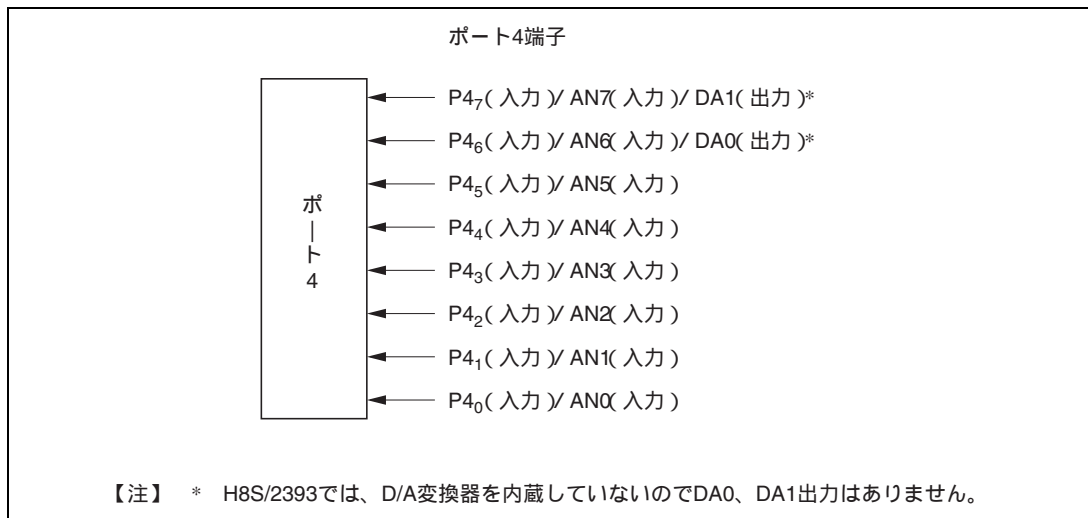 ポート4端子
P4₇(入力)/AN7(入力)/DA1(出力)*
P4₆(入力)/AN6(入力)/DA0(出力)*
P4₅(入力)/AN5(入力)
P4₄(入力)/AN4(入力)
P4₃(入力)/AN3(入力)
P4₂(入力)/AN2(入力)
P4₁(入力)/AN1(入力)
P4₀(入力)/AN0(入力)
ポート4
【注】 * H8S/2393では、D/A変換器を内蔵していないのでDA0、DA1出力はありません。